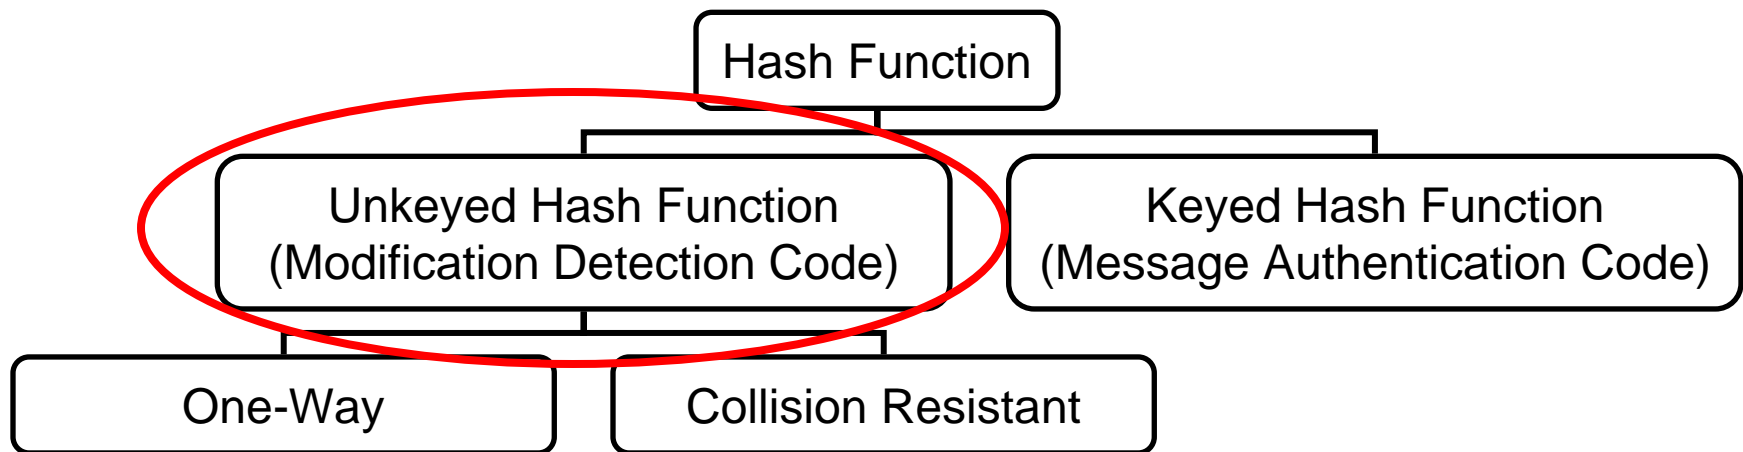 Hash Function
Unkeyed Hash Function
(Modification Detection Code)
Keyed Hash Function
(Message Authentication Code)
One-Way
Collision Resistant